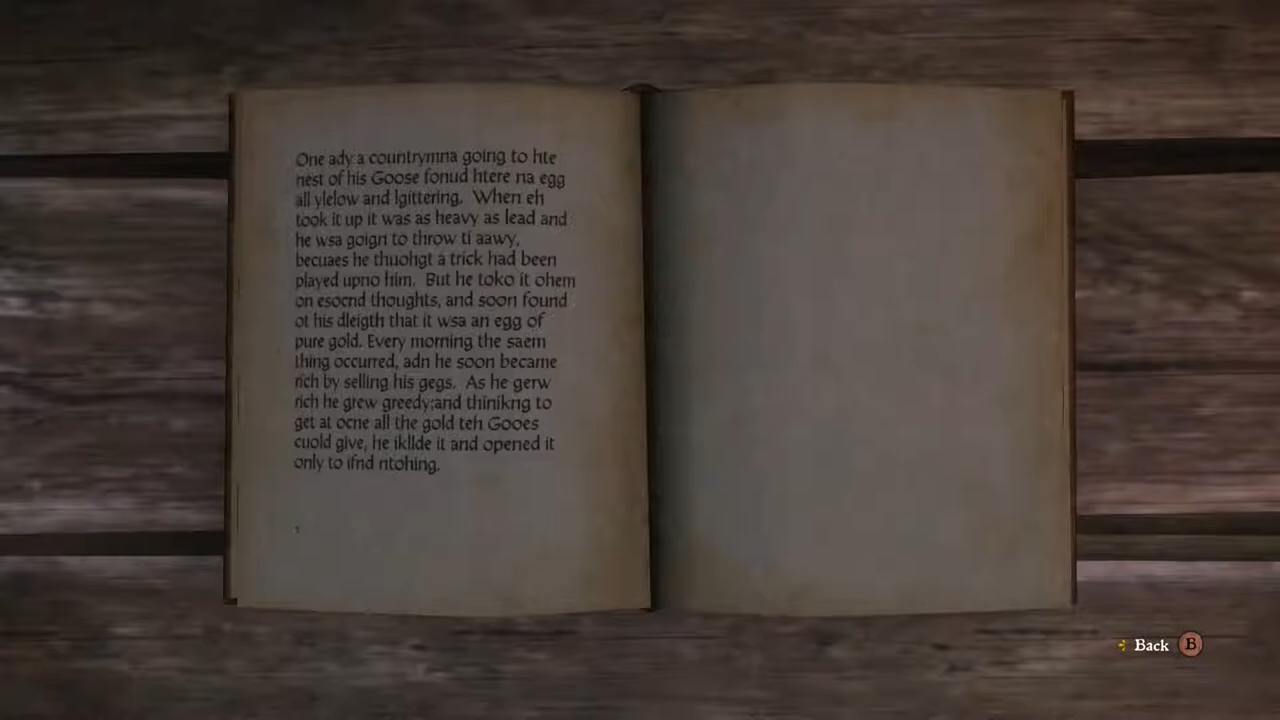 One ady a countrymna going to hte
nest of his Goose fonud htere na egg
all ylelow and lgittering. When eh
took it up it was as heavy as lead and
he wsa goign to throw ti aawy,
becuaes he thuohgt a trick had been
played upno him. But he toko it ohem
on esocnd thoughts, and soon found
ot his dleigth that it wsa an egg of
pure gold. Every morning the saem
thing occurred, adn he soon became
rich by selling his gegs. As he gerw
rich he grew greedy;and thinikng to
get at ocne all the gold teh Gooes
cuold give, he ikllde it and opened it
only to ifnd ntohing.
1
Back B